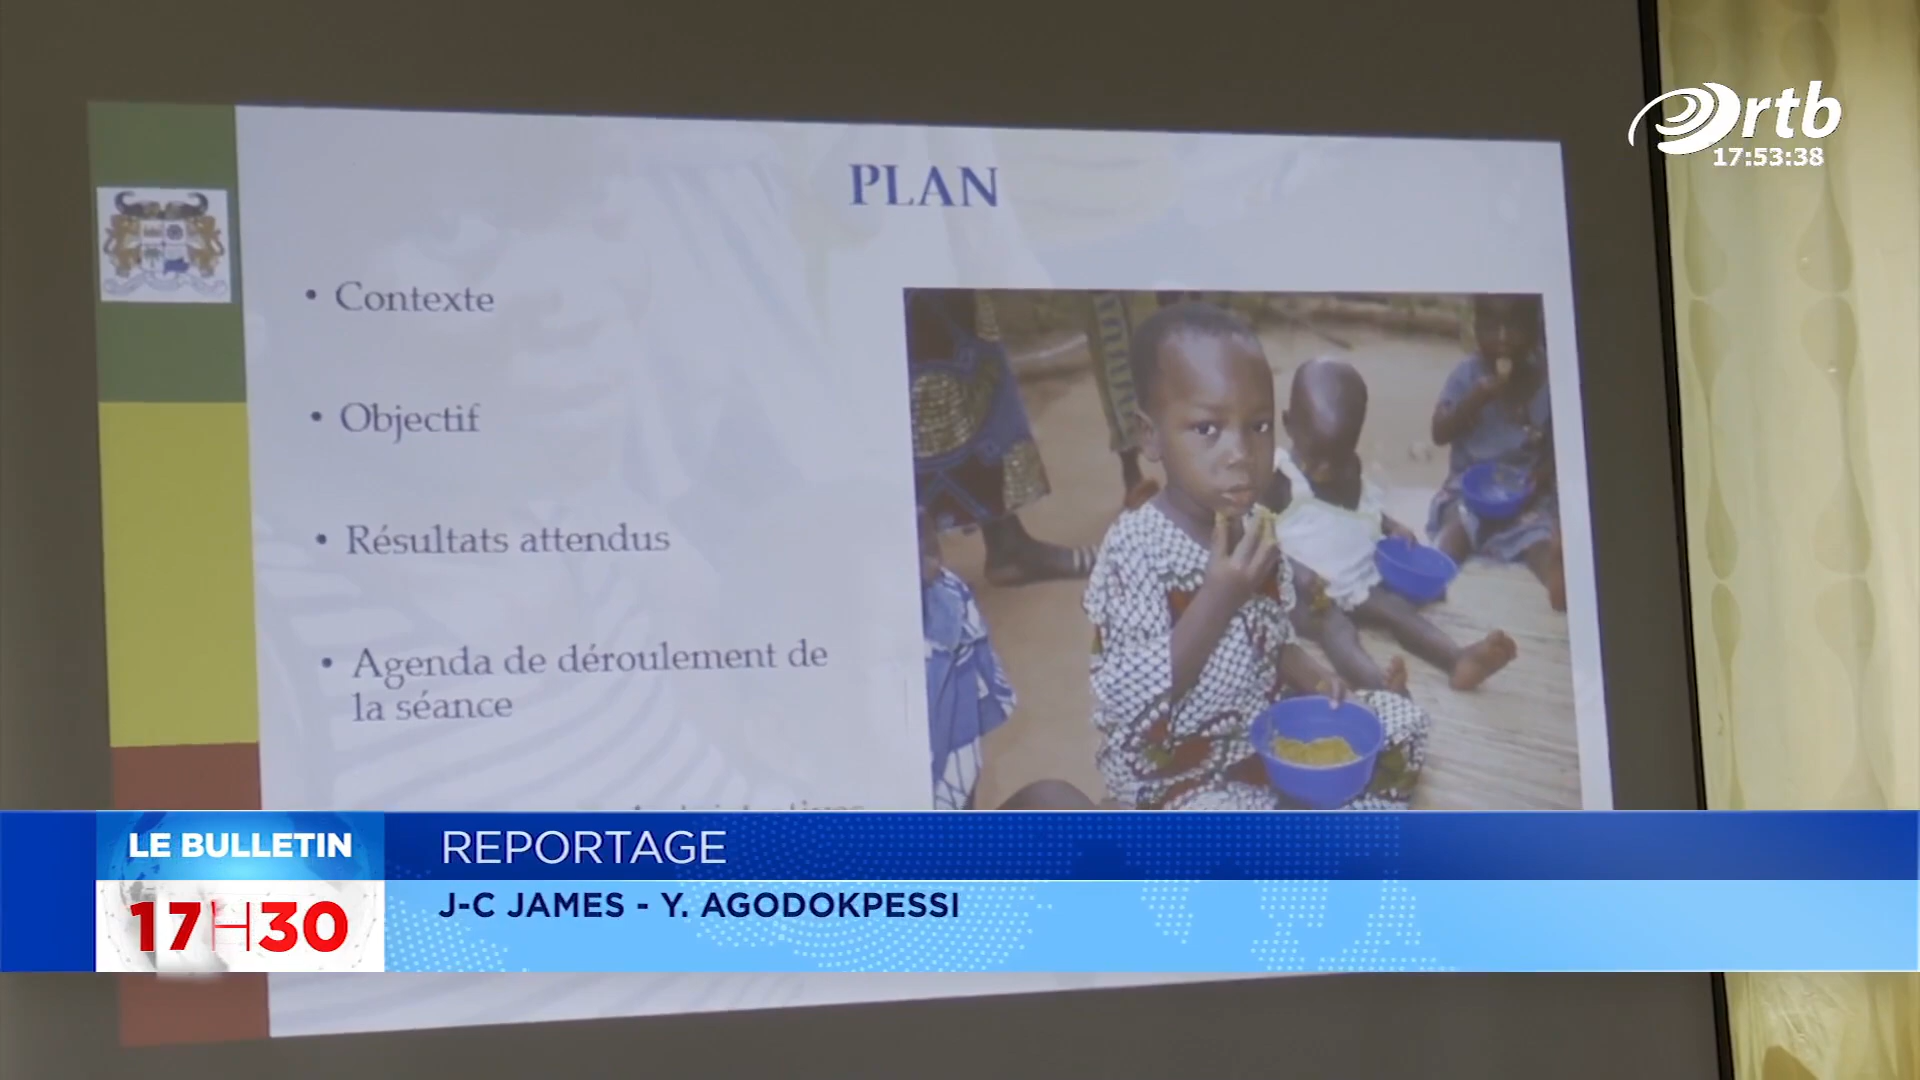 rtb
17:53:38
PLAN
• Contexte
• Objectif
• Résultats attendus
• Agenda de déroulement de
la séance
LE BULLETIN
17H30
REPORTAGE
J-C JAMES - Y. AGODOKPESSI